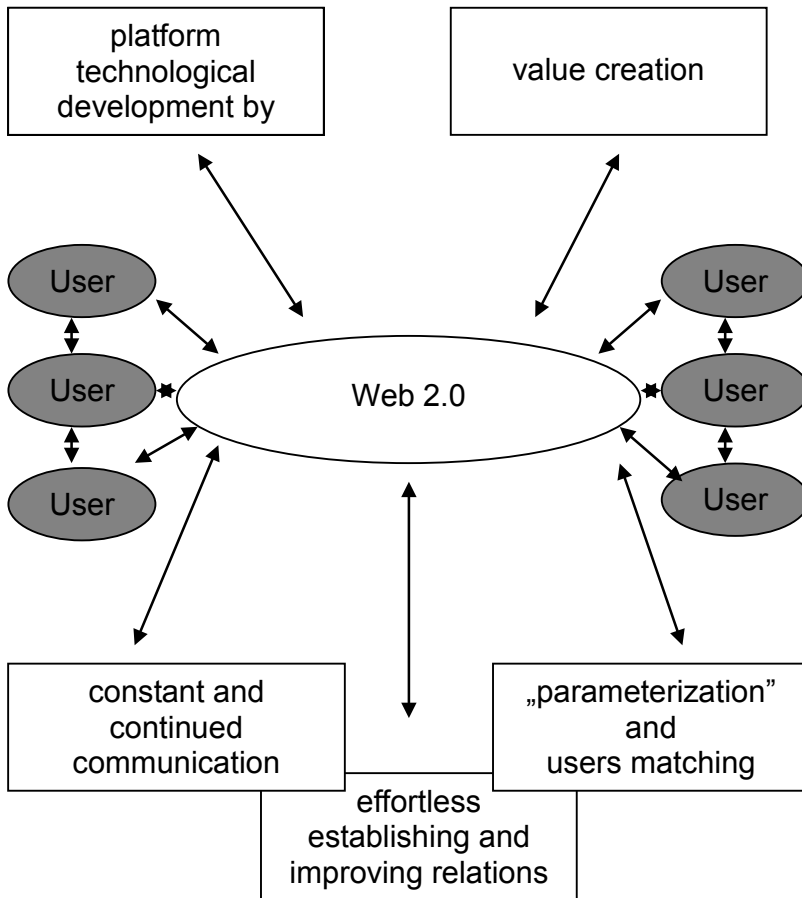 platform
technological
development by
value creation
User
User
User
User
Web 2.0
User
User
constant and
continued
communication
„parameterization”
and
users matching
effortless
establishing and
improving relations